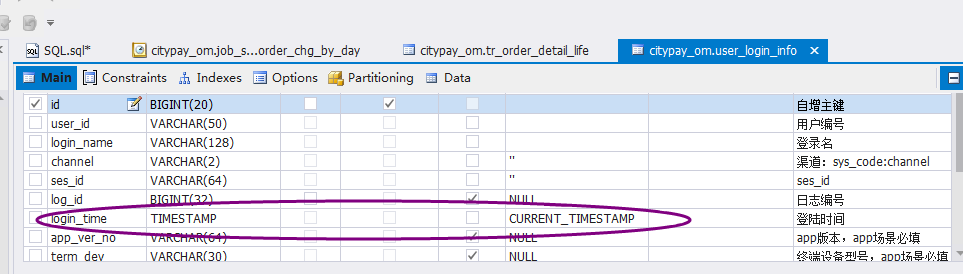 SQL.sql* citypay_om.job_s...order_chg_by_day citypay_om.tr_order_detail_life citypay_om.user_login_info
Main Constraints Indexes Options Partitioning Data
id BIGINT(20) 自增主键
user_id VARCHAR(50) 用户编号
login_name VARCHAR(128) 登录名
channel VARCHAR(2) '' 渠道：sys_code:channel
ses_id VARCHAR(64) '' ses_id
log_id BIGINT(32) NULL 日志编号
login_time TIMESTAMP CURRENT_TIMESTAMP 登陆时间
app_ver_no VARCHAR(64) NULL app版本，app场景必填
term_dev VARCHAR(30) NULL 终端设备型号，app场景必填